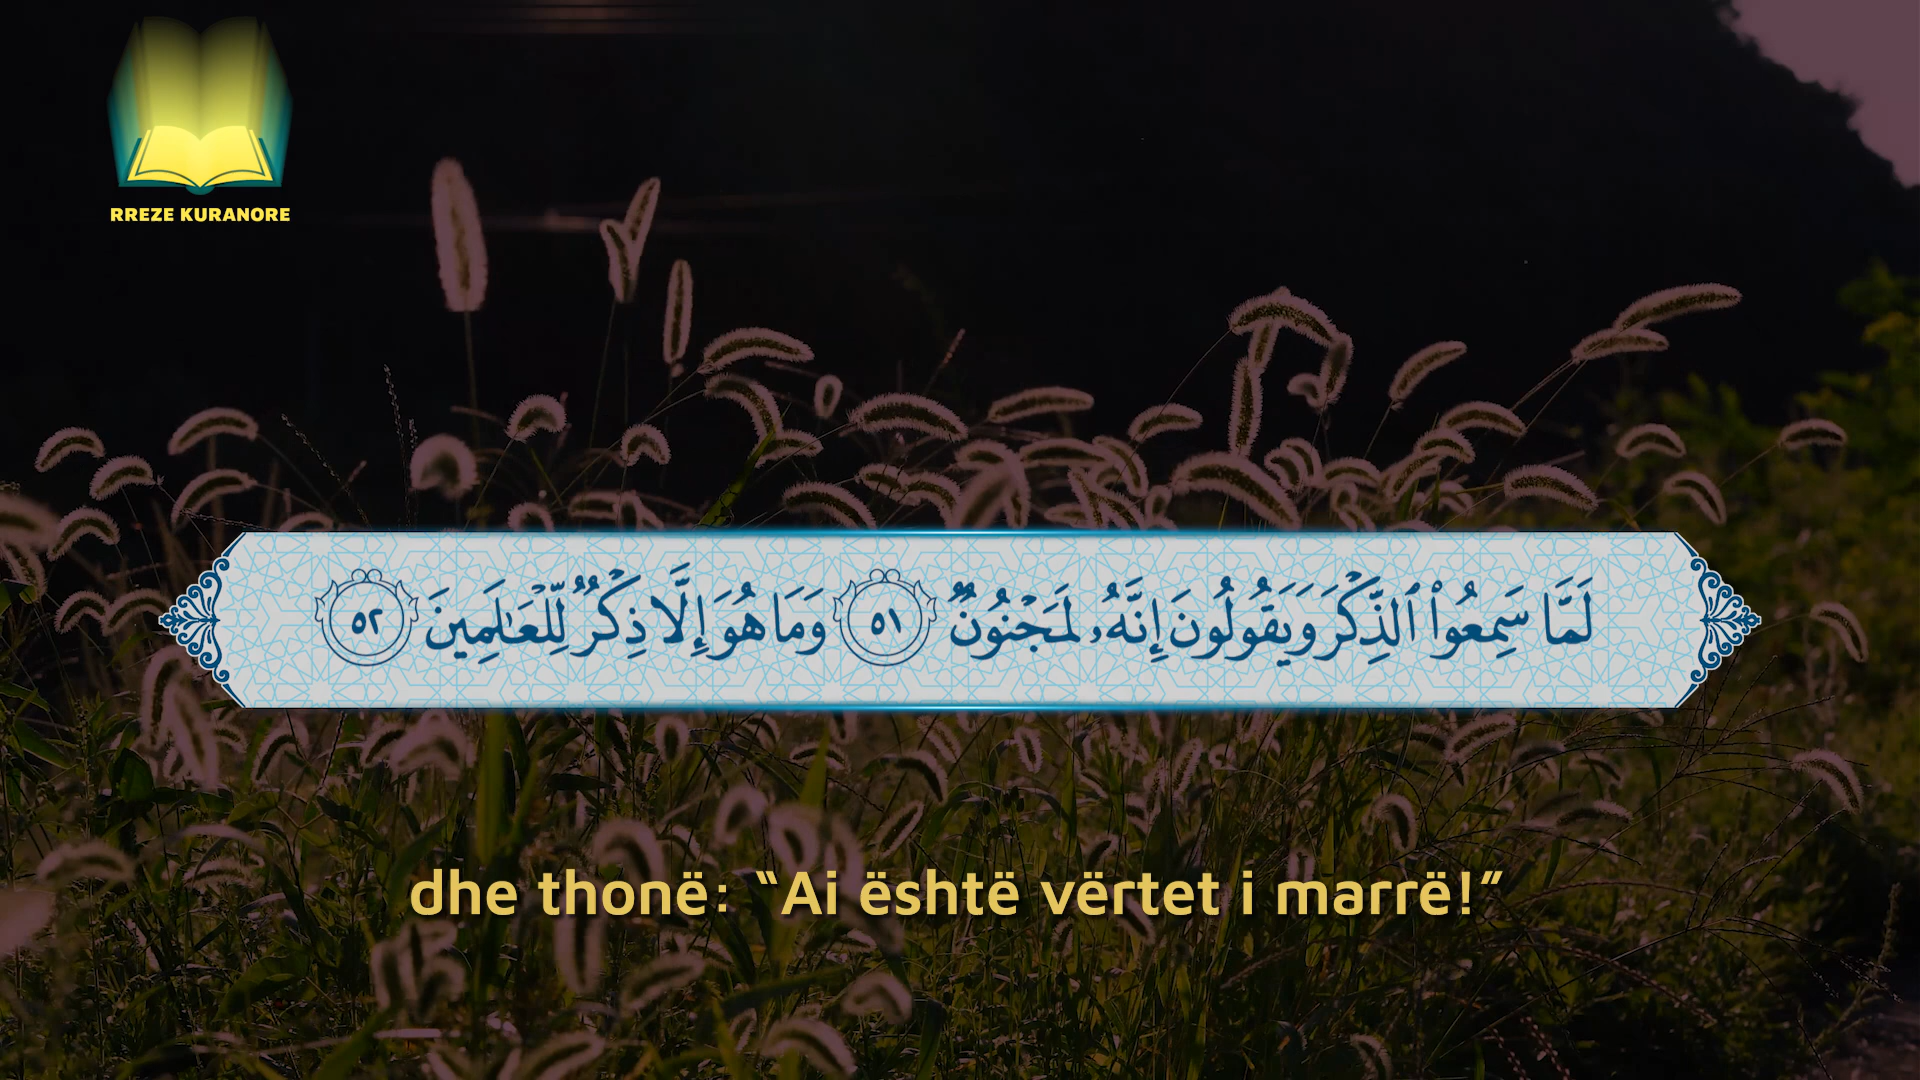 RREZE KURANORE
لَمَّا سَمِعُوا۟ ٱلذِّكْرَ وَيَقُولُونَ إِنَّهُۥ لَمَجْنُونٌ ٥١ وَمَا هُوَ إِلَّا ذِكْرٌ لِّلْعَٰلَمِينَ ٥٢
dhe thonë: “Ai është vërtet i marrë!”